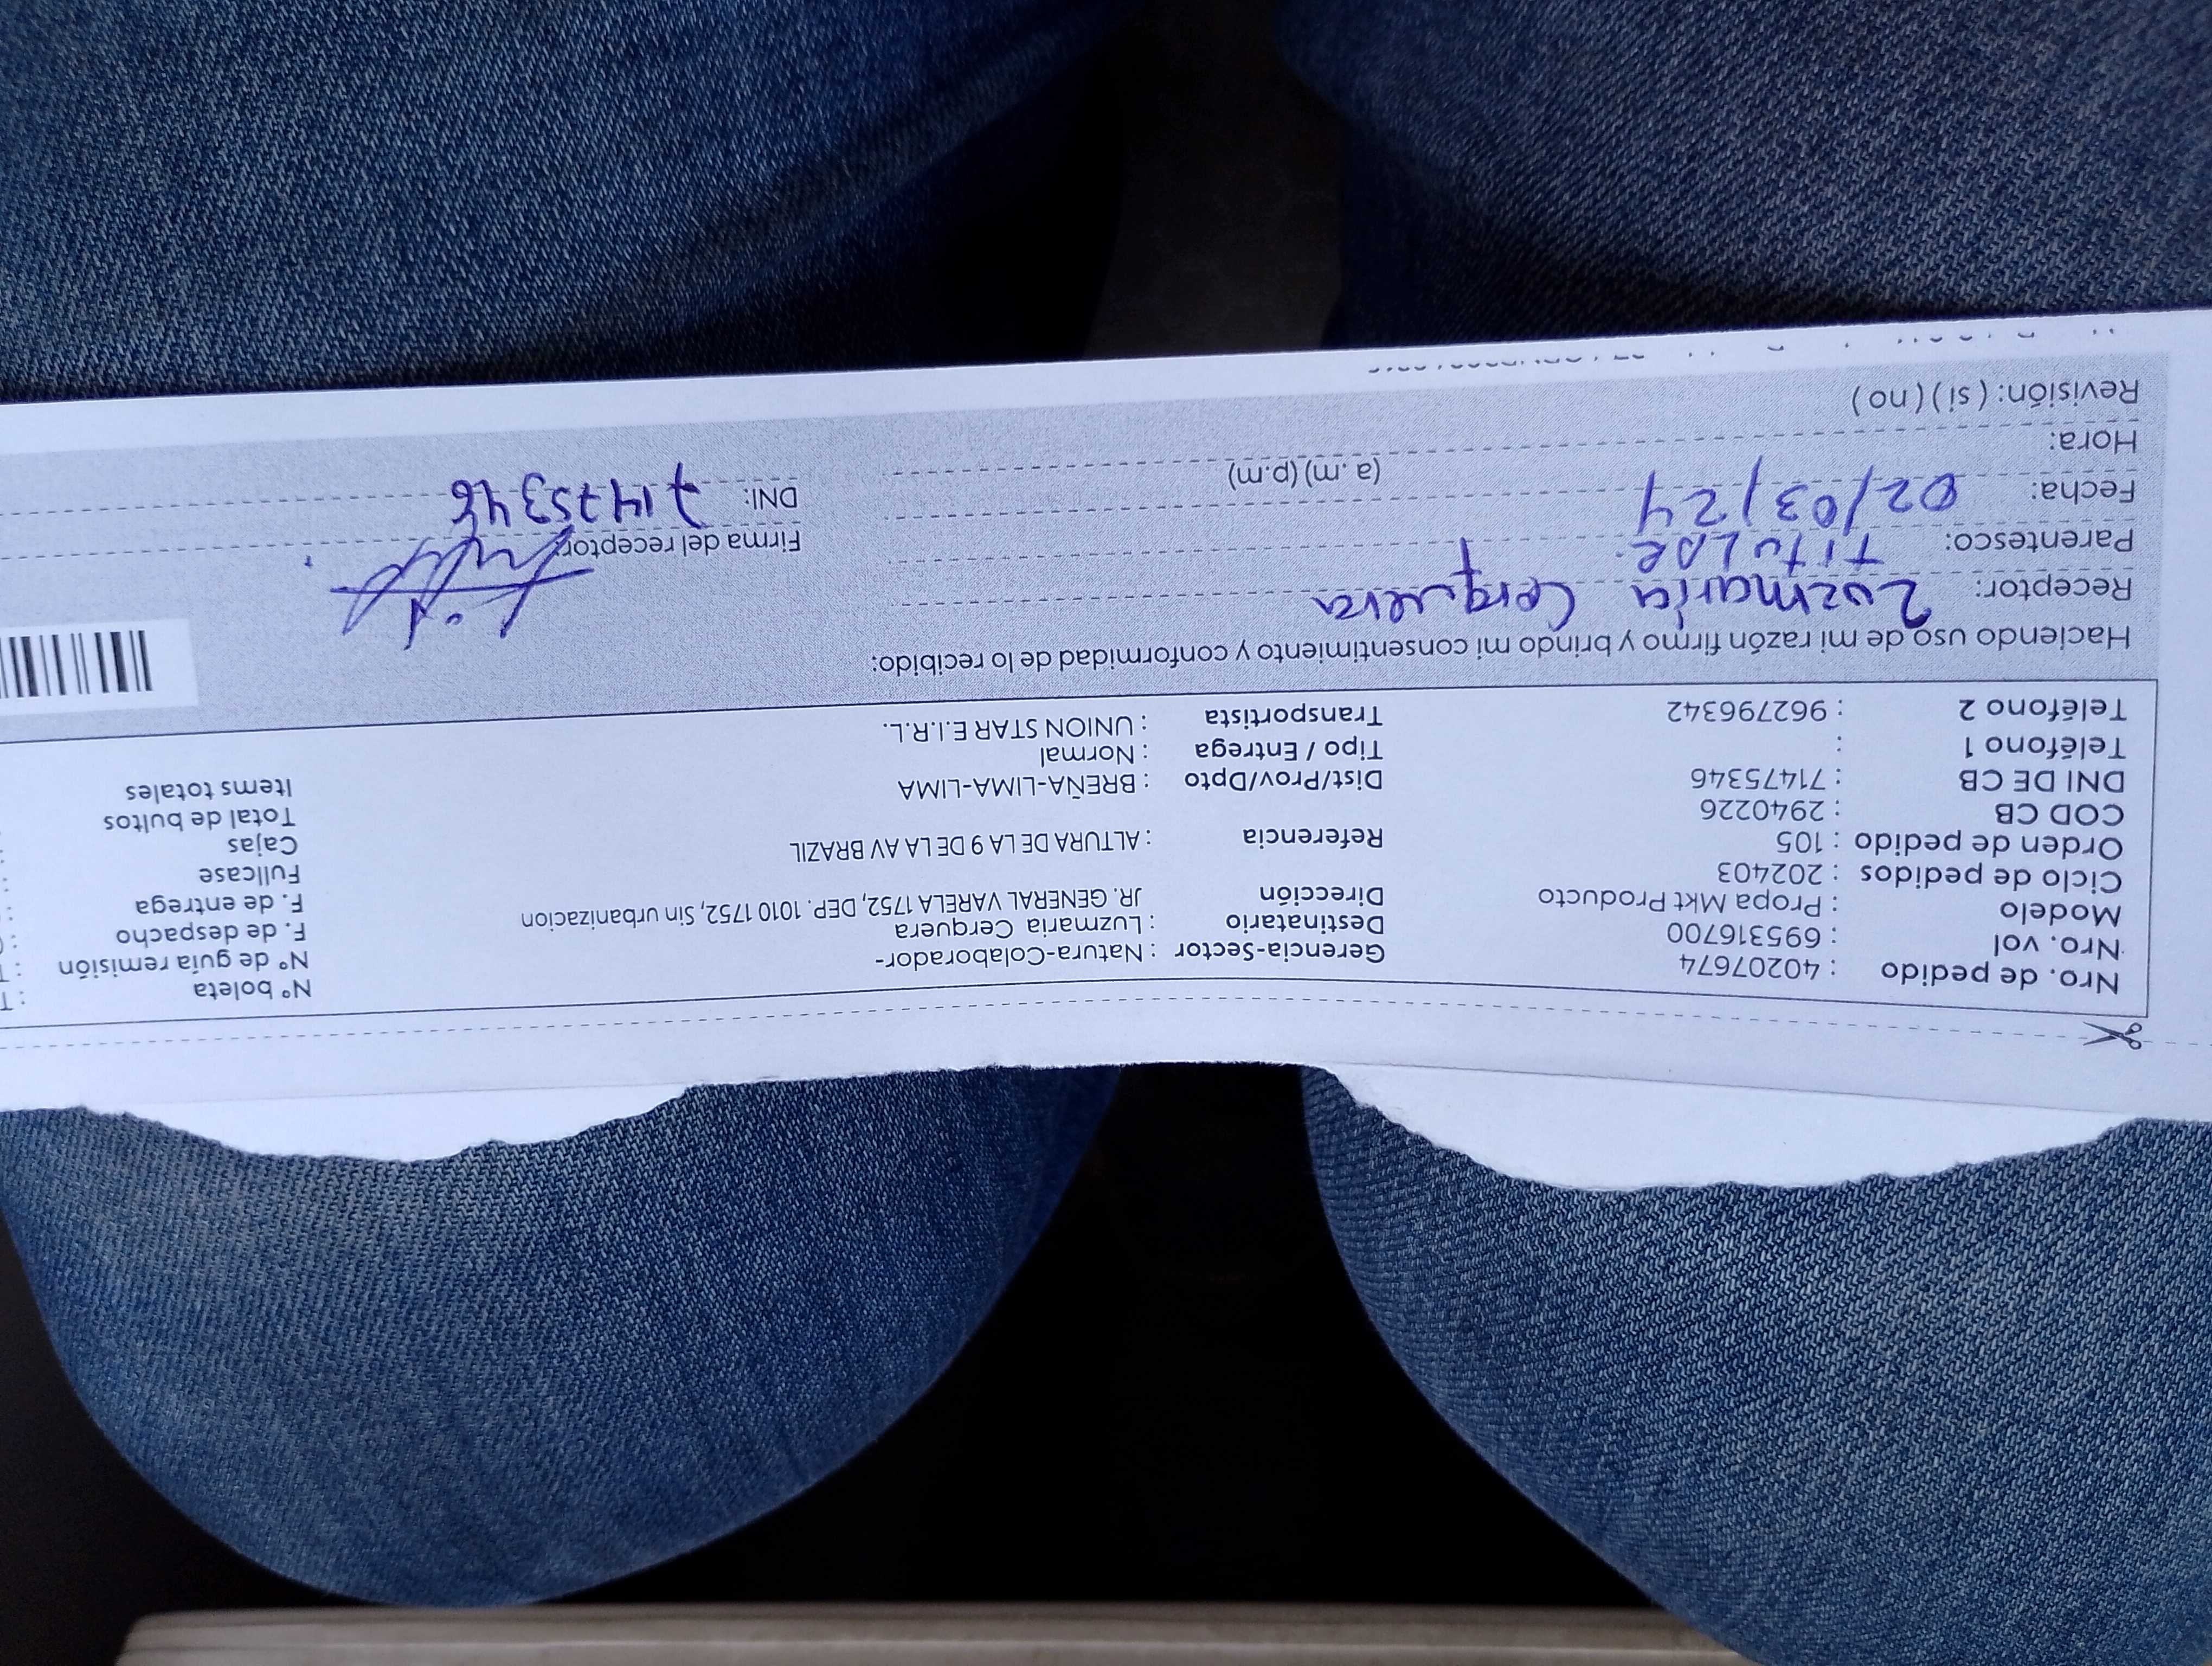 Nro. de pedido : 40207674
Nro. vol : 695316700
Modelo : Propa Mkt Producto
Ciclo de pedidos : 202403
Orden de pedido : 105
COD CB : 2940226
DNI DE CB : 71475346
Teléfono 1 :
Teléfono 2 : 962796342
Gerencia-Sector : Natura-Colaborador-
Destinatario : Luzmaria Cerquera
Dirección JR. GENERAL VARELA 1752, DEP. 1010 1752, Sin urbanizacion
Referencia : ALTURA DE LA 9 DE LA AV BRAZIL
Dist/Prov/Dpto : BREÑA-LIMA-LIMA
Tipo / Entrega : Normal
Transportista : UNION STAR E.I.R.L.
N° boleta : T
N° de guía remisión : T
F. de despacho :
F. de entrega :
Fullcase :
Cajas :
Total de bultos
Items totales
Haciendo uso de mi razón firmo y brindo mi consentimiento y conformidad de lo recibido:
Receptor: Luzmaría Cerquera
Parentesco: TITULAR
Fecha: 02/03/24
Hora: (a.m) (p.m)
Revisión: ( si ) ( no )
Firma del receptor:
DNI: 71475346